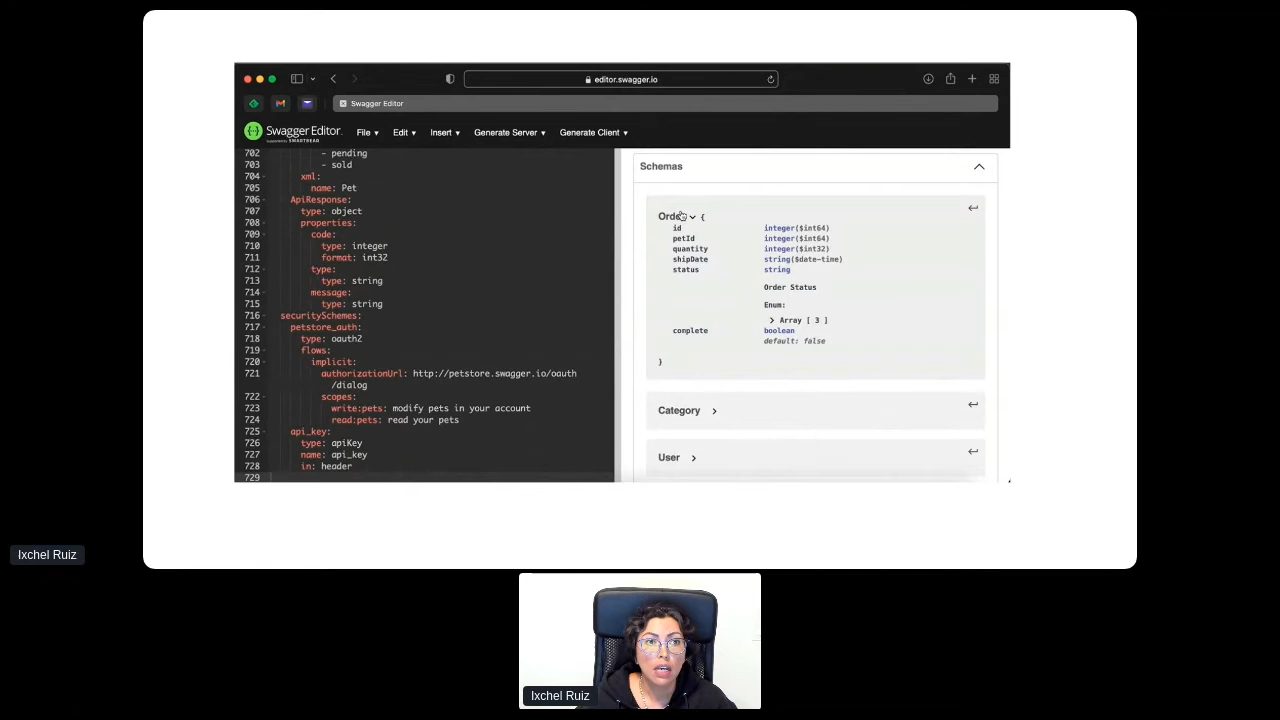 editor.swagger.io
Swagger Editor
Swagger Editor.
supported by SMARTBEAR
File ▾ Edit ▾ Insert ▾ Generate Server ▾ Generate Client ▾
702 - pending
703 - sold
704 xml:
705 name: Pet
706 ApiResponse:
707 type: object
708 properties:
709 code:
710 type: integer
711 format: int32
712 type:
713 type: string
714 message:
715 type: string
716 securitySchemes:
717 petstore_auth:
718 type: oauth2
719 flows:
720 implicit:
721 authorizationUrl: http://petstore.swagger.io/oauth
/dialog
722 scopes:
723 write:pets: modify pets in your account
724 read:pets: read your pets
725 api_key:
726 type: apiKey
727 name: api_key
728 in: header
729
Schemas
Order {
id integer($int64)
petId integer($int64)
quantity integer($int32)
shipDate string($date-time)
status string
Order Status
Enum:
Array [ 3 ]
complete boolean
default: false
}
Category
User
Ixchel Ruiz
Ixchel Ruiz